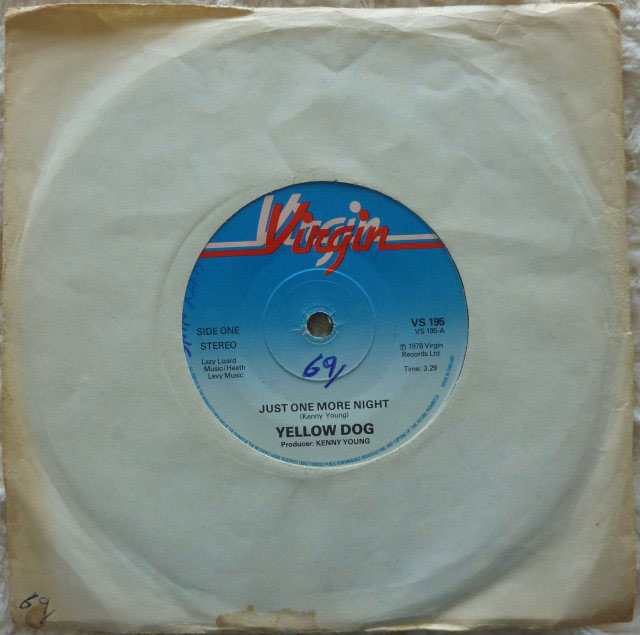 Virgin
SIDE ONE
STEREO
Lazy Lizard
Music/Heath
Levy Music
VS 195
VS 195-A
℗ 1978 Virgin
Records Ltd
Time: 3.29
69
JUST ONE MORE NIGHT
(Kenny Young)
YELLOW DOG
Producer: KENNY YOUNG
69